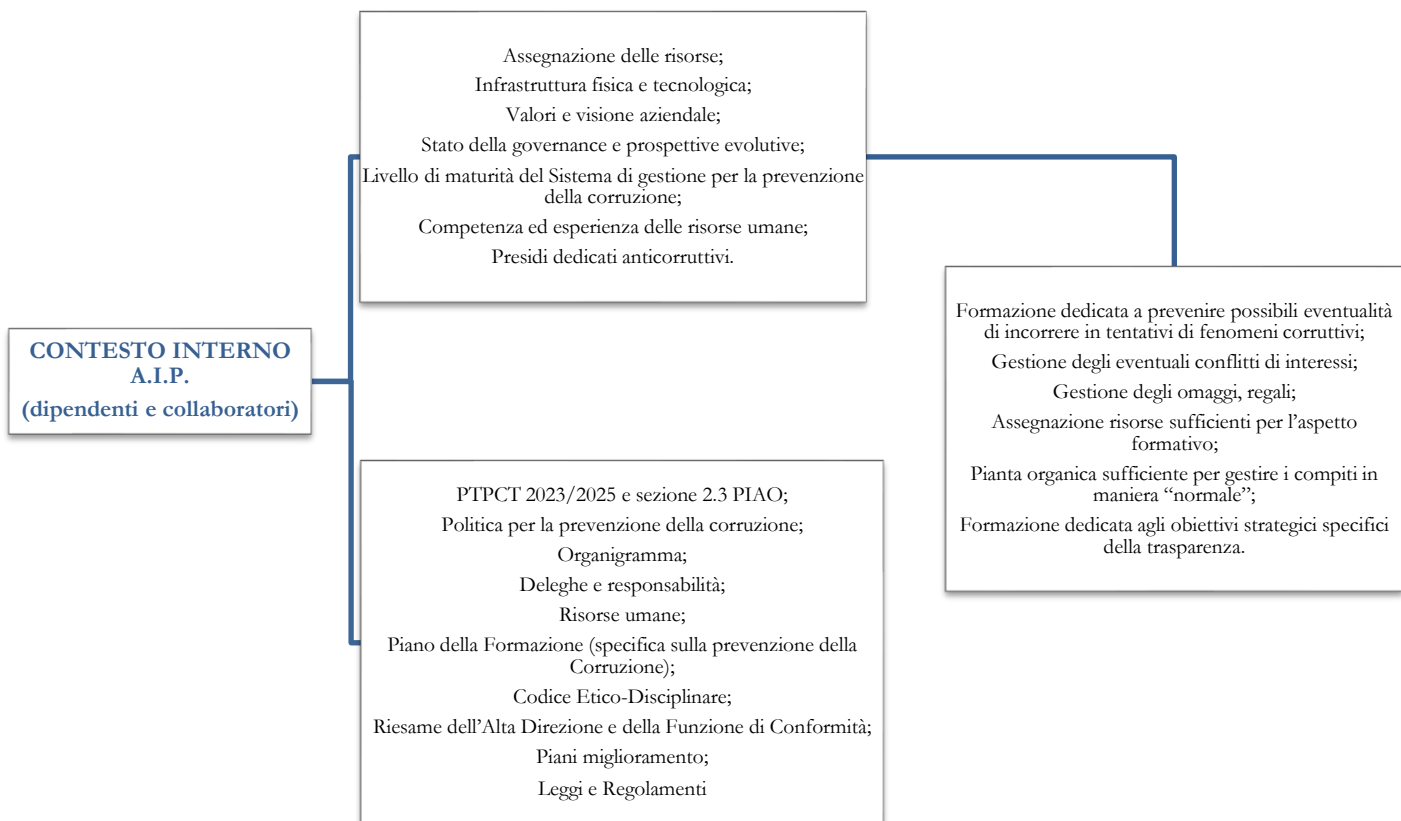 Assegnazione delle risorse;
Infrastruttura fisica e tecnologica;
Valori e visione aziendale;
Stato della governance e prospettive evolutive;
Livello di maturità del Sistema di gestione per la prevenzione
della corruzione;
Competenza ed esperienza delle risorse umane;
Presidi dedicati anticorruttivi.
Formazione dedicata a prevenire possibili eventualità
di incorrere in tentativi di fenomeni corruttivi;
Gestione degli eventuali conflitti di interessi;
Gestione degli omaggi, regali;
Assegnazione risorse sufficienti per l'aspetto
formativo;
Pianta organica sufficiente per gestire i compiti in
maniera “normale”;
Formazione dedicata agli obiettivi strategici specifici
della trasparenza.
CONTESTO INTERNO
A.I.P.
(dipendenti e collaboratori)
PTPCT 2023/2025 e sezione 2.3 PIAO;
Politica per la prevenzione della corruzione;
Organigramma;
Deleghe e responsabilità;
Risorse umane;
Piano della Formazione (specifica sulla prevenzione della
Corruzione);
Codice Etico-Disciplinare;
Riesame dell'Alta Direzione e della Funzione di Conformità;
Piani miglioramento;
Leggi e Regolamenti